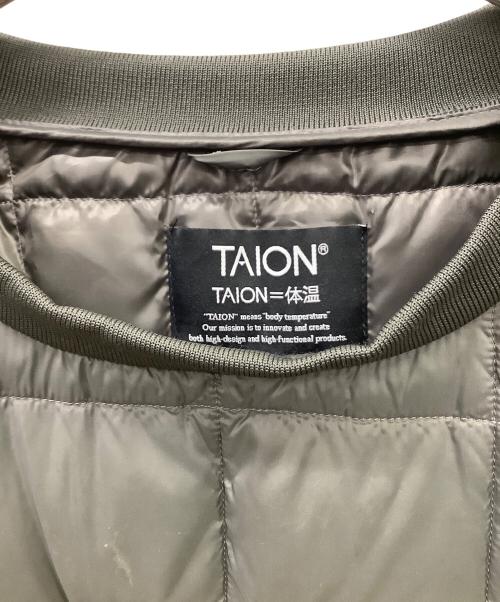 TAION®
TAION=体温
"TAION" means "body temperature"
Our mission is to innovate and create
both high-design and high-functional products.